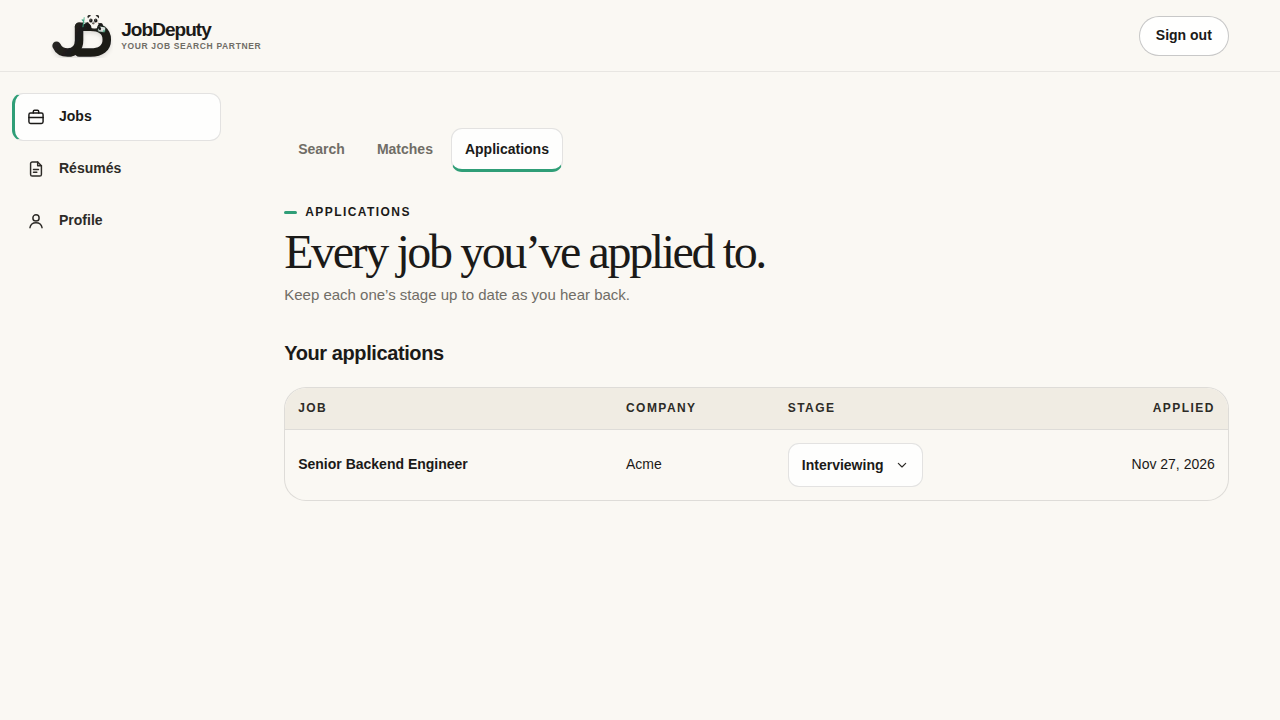 JobDeputy
YOUR JOB SEARCH PARTNER
Sign out
Jobs
Résumés
Profile
Search Matches Applications
APPLICATIONS
Every job you’ve applied to.
Keep each one’s stage up to date as you hear back.
Your applications
JOB COMPANY STAGE APPLIED
Senior Backend Engineer Acme Interviewing Nov 27, 2026